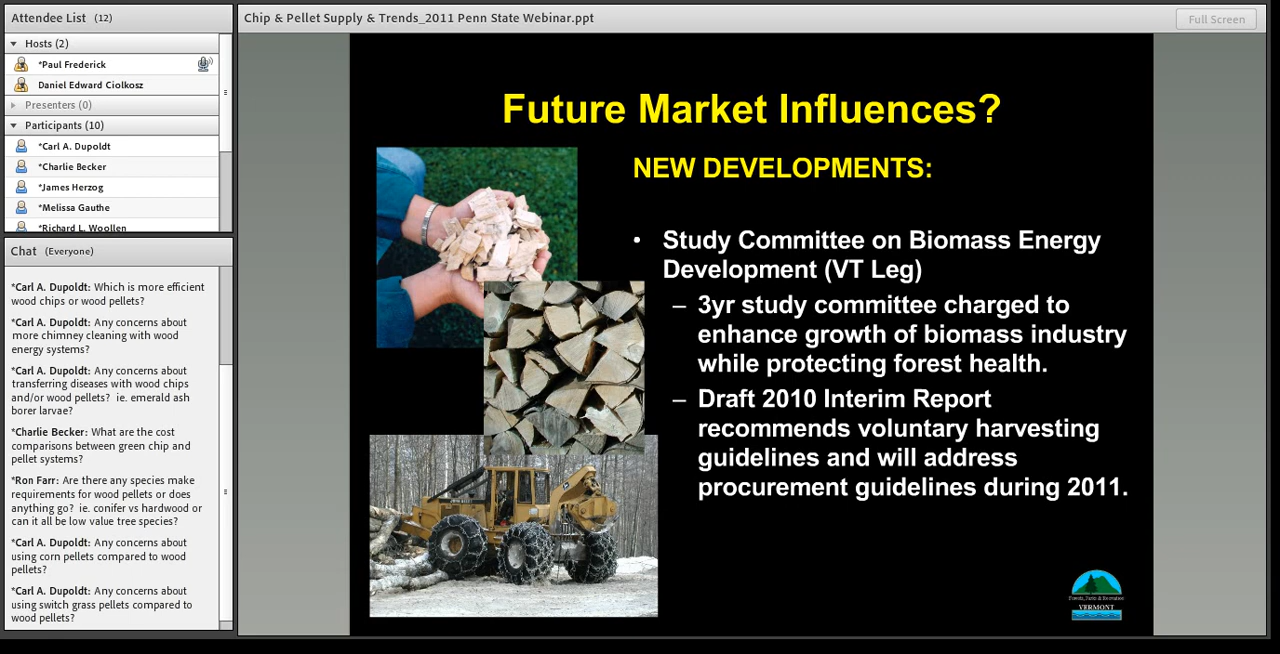 Attendee List (12)
Hosts (2)
*Paul Frederick
Daniel Edward Ciolkosz
Presenters (0)
Participants (10)
*Carl A. Dupoldt
*Charlie Becker
*James Herzog
*Melissa Gauthe
*Richard L. Woollen
Chat (Everyone)
*Carl A. Dupoldt: Which is more efficient
wood chips or wood pellets?
*Carl A. Dupoldt: Any concerns about
more chimney cleaning with wood
energy systems?
*Carl A. Dupoldt: Any concerns about
transferring diseases with wood chips
and/or wood pellets? ie. emerald ash
borer larvae?
*Charlie Becker: What are the cost
comparisons between green chip and
pellet systems?
*Ron Farr: Are there any species make
requirements for wood pellets or does
anything go? ie. conifer vs hardwood or
can it all be low value tree species?
*Carl A. Dupoldt: Any concerns about
using corn pellets compared to wood
pellets?
*Carl A. Dupoldt: Any concerns about
using switch grass pellets compared to
wood pellets?
Chip & Pellet Supply & Trends_2011 Penn State Webinar.ppt
Full Screen
Future Market Influences?
NEW DEVELOPMENTS:
• Study Committee on Biomass Energy
Development (VT Leg)
– 3yr study committee charged to
enhance growth of biomass industry
while protecting forest health.
– Draft 2010 Interim Report
recommends voluntary harvesting
guidelines and will address
procurement guidelines during 2011.
Forests, Parks & Recreation
VERMONT